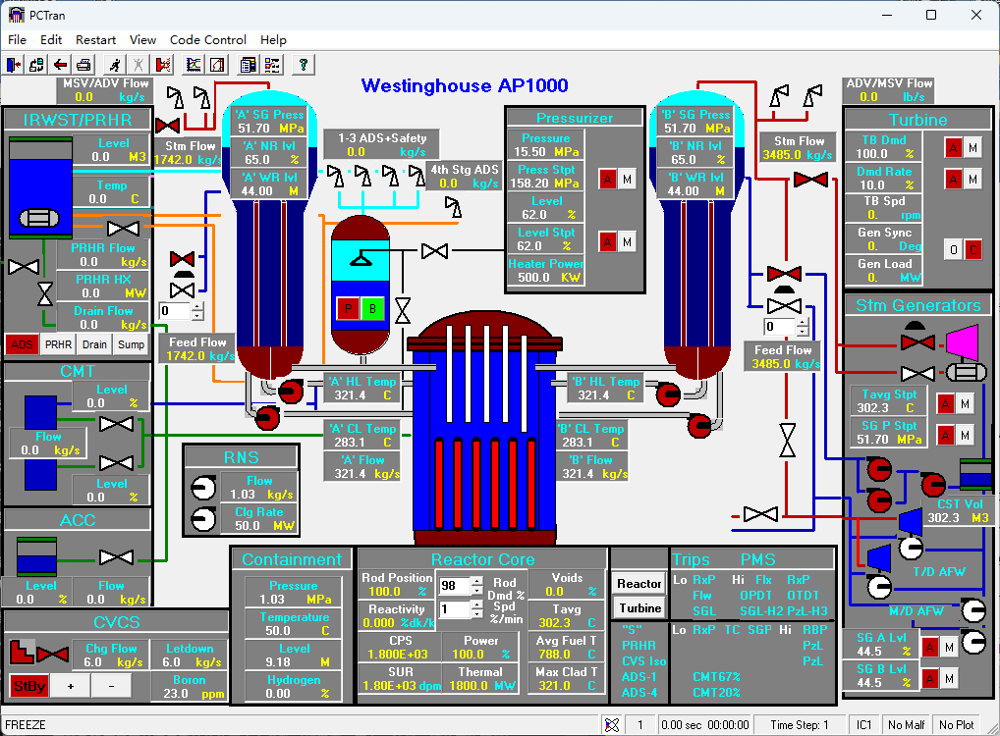 PCTran
File Edit Restart View Code Control Help
Westinghouse AP1000
MSV/ADV Flow
0.0 kg/s
IRWST/PRHR
Level
0.0 M3
Temp
0.0 C
PRHR Flow
0.0 kg/s
PRHR HX
0.0 MW
Drain Flow
0.0 kg/s
ADS PRHR Drain Sump
CMT
Level
0.0 %
Flow
0.0 kg/s
Level
0.0 %
ACC
Level
0.0 %
Flow
0.0 kg/s
CVCS
Chg Flow
6.0 kg/s
Letdown
6.0 kg/s
StBy + -
Boron
23.0 ppm
Stm Flow
1742.0 kg/s
0
Feed Flow
1742.0 kg/s
'A' SG Press
51.70 MPa
'A' NR lvl
65.0 %
'A' WR lvl
44.00 M
1-3 ADS+Safety
0.0 kg/s
4th Stg ADS
0.0 kg/s
P B
'A' HL Temp
321.4 C
'A' CL Temp
283.1 C
'A' Flow
321.4 kg/s
RNS
Flow
1.03 kg/s
Clg Rate
50.0 MW
Pressurizer
Pressure
15.50 MPa
Press Stpt
158.20 MPa
A M
Level
62.0 %
Level Stpt
62.0 %
A M
Heater Power
500.0 KW
'B' SG Press
51.70 MPa
'B' NR lvl
65.0 %
'B' WR lvl
44.00 M
'B' HL Temp
321.4 C
'B' CL Temp
283.1 C
'B' Flow
321.4 kg/s
Stm Flow
3485.0 kg/s
0
Feed Flow
3485.0 kg/s
ADV/MSV Flow
0.0 lb/s
Turbine
TB Dmd
100.0 %
A M
Dmd Rate
10.0 %
A M
TB Spd
0. rpm
Gen Sync
0. Deg
O C
Gen Load
0. MW
Stm Generators
Tavg Stpt
302.3 C
A M
SG P Stpt
51.70 MPa
A M
CST Vol
302.3 M3
T/D AFW
M/D AFW
SG A Lvl
44.5 %
A M
SG B Lvl
44.5 %
A M
Containment
Pressure
1.03 MPa
Temperature
50.0 C
Level
9.18 M
Hydrogen
0.00 %
Reactor Core
Rod Position
100.0 %
98
Rod
Dmd %
Reactivity
0.000 %dk/k
1
Spd
%/min
Voids
0.0 %
Tavg
302.3 C
CPS
1.800E+03
Power
100.0 %
Avg Fuel T
788.0 C
SUR
1.80E+03 dpm
Thermal
1800.0 MW
Max Clad T
321.0 C
Reactor
Turbine
Trips PMS
Lo RxP Hi Flx RxP
Flw OPDT OTDT
SGL SGL-H2 PzL-H3
"S" Lo RxP TC SGP Hi RBP
PRHR PzL
CVS Iso PzL
ADS-1 CMT67%
ADS-4 CMT20%
FREEZE
1 0.00 sec 00:00:00 Time Step: 1 IC1 No Malf No Plot